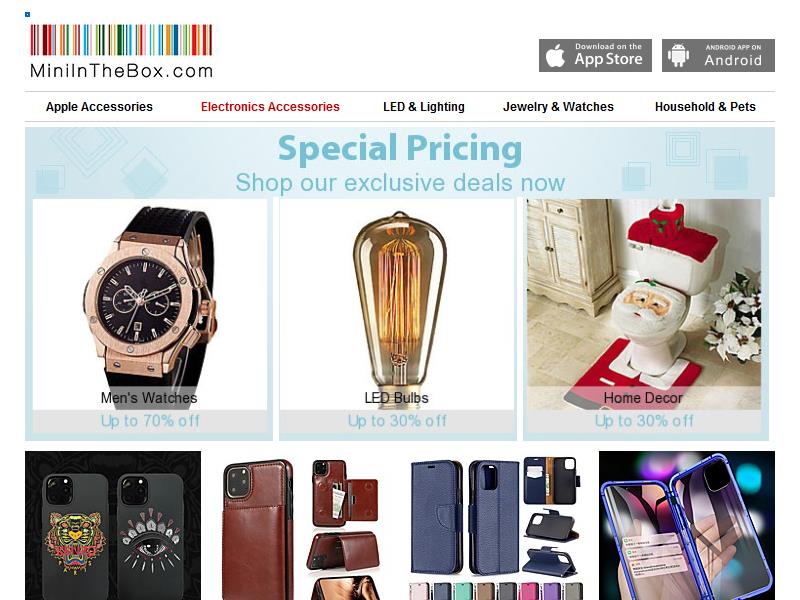 MiniInTheBox.com
Download on the
App Store
ANDROID APP ON
Android
Apple Accessories
Electronics Accessories
LED & Lighting
Jewelry & Watches
Household & Pets
Special Pricing
Shop our exclusive deals now
Men's Watches
Up to 70% off
LED Bulbs
Up to 30% off
Home Decor
Up to 30% off